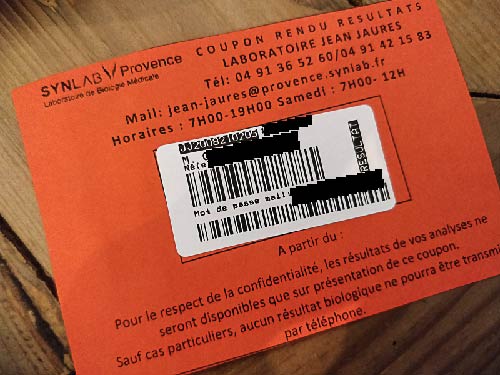 SYNLAB Provence
Laboratoire de Biologie Médicale
COUPON RENDU RESULTATS
LABORATOIRE JEAN JAURES
Tél: 04 91 36 52 60/04 91 42 15 83
Mail: jean-jaures@provence.synlab.fr
Horaires : 7H00-19H00 Samedi : 7H00- 12H
M.
RESULTAT
Mot de passe mail:
A partir du :
Pour le respect de la confidentialité, les résultats de vos analyses ne
seront disponibles que sur présentation de ce coupon.
Sauf cas particuliers, aucun résultat biologique ne pourra être transmi
par téléphone.